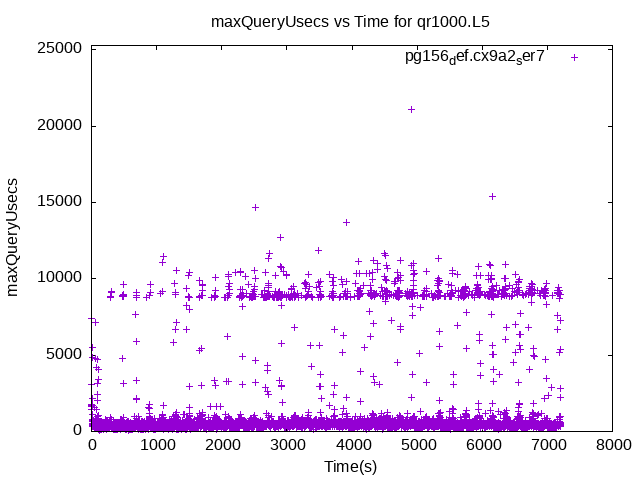 maxQueryUsecs vs Time for qr1000.L5
pg156def.cx9a2ser7
25000
20000
15000
10000
5000
0
maxQueryUsecs
0 1000 2000 3000 4000 5000 6000 7000 8000
Time(s)